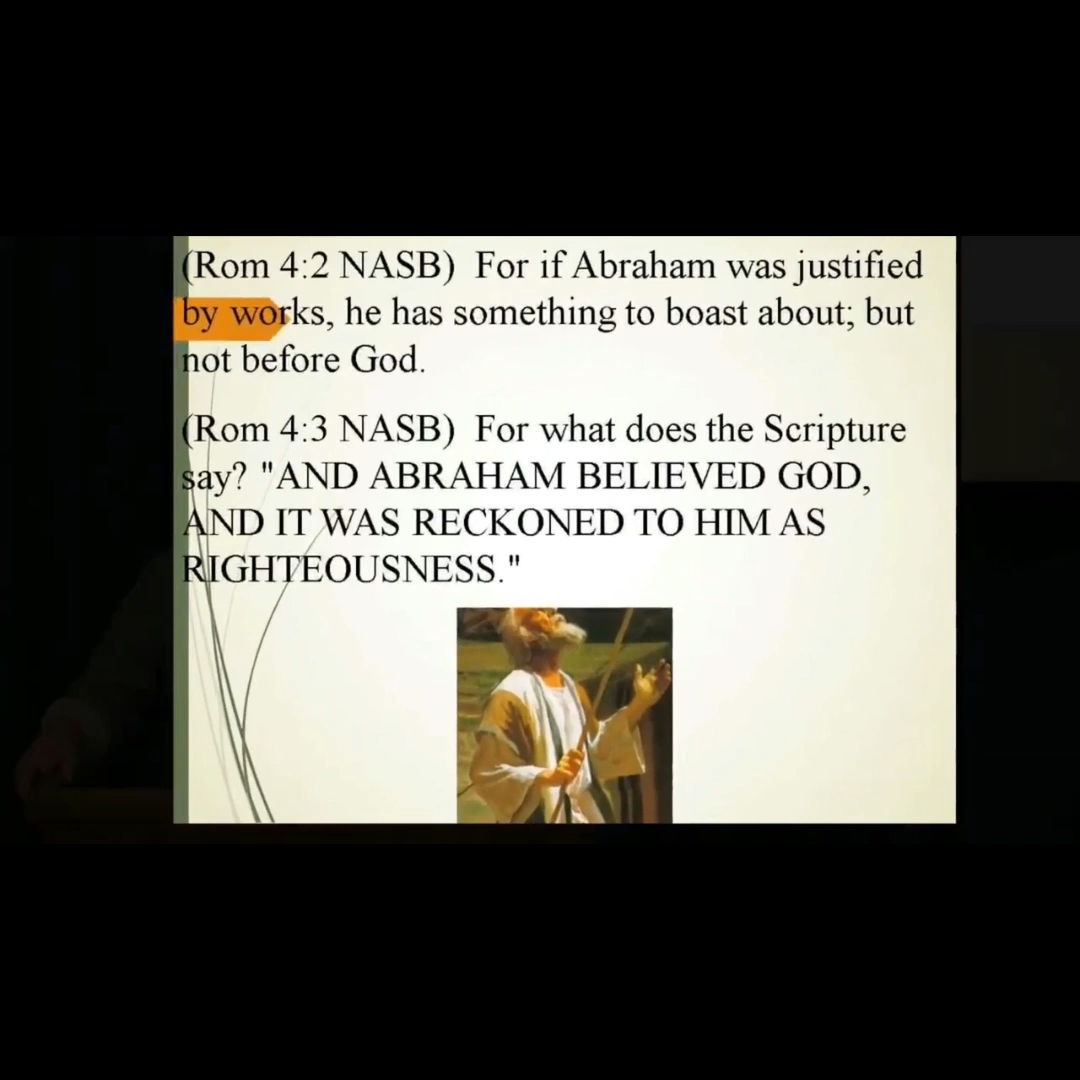 (Rom 4:2 NASB)  For if Abraham was justified
by works, he has something to boast about; but
not before God.
(Rom 4:3 NASB)  For what does the Scripture
say? "AND ABRAHAM BELIEVED GOD,
AND IT WAS RECKONED TO HIM AS
RIGHTEOUSNESS."